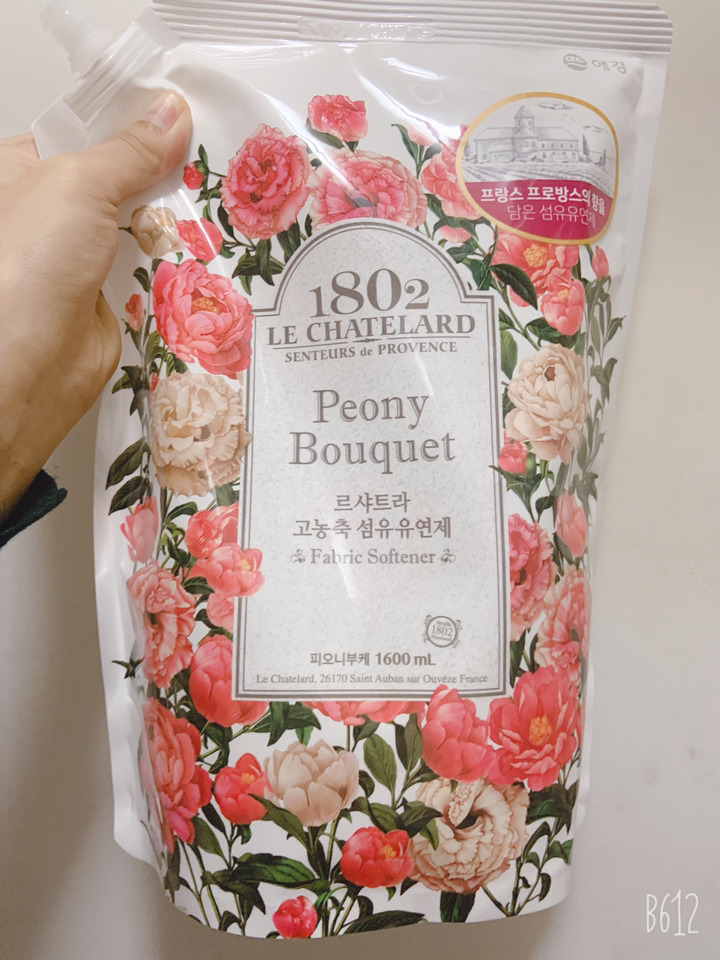 애경
프랑스 프로방스의 향을
담은 섬유유연제
1802
LE CHATELARD
SENTEURS de PROVENCE
Peony
Bouquet
르샤트라
고농축 섬유유연제
Fabric Softener
1802
피오니부케 1600 mL
Le Chatelard, 26170 Saint Auban sur Ouvèze France
B612